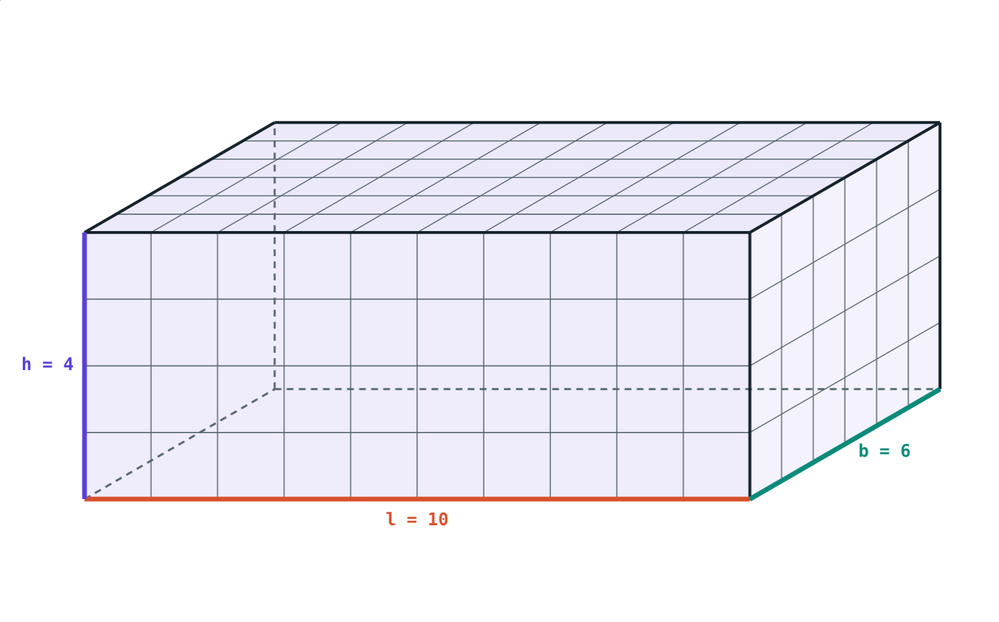 h = 4
b = 6
l = 10